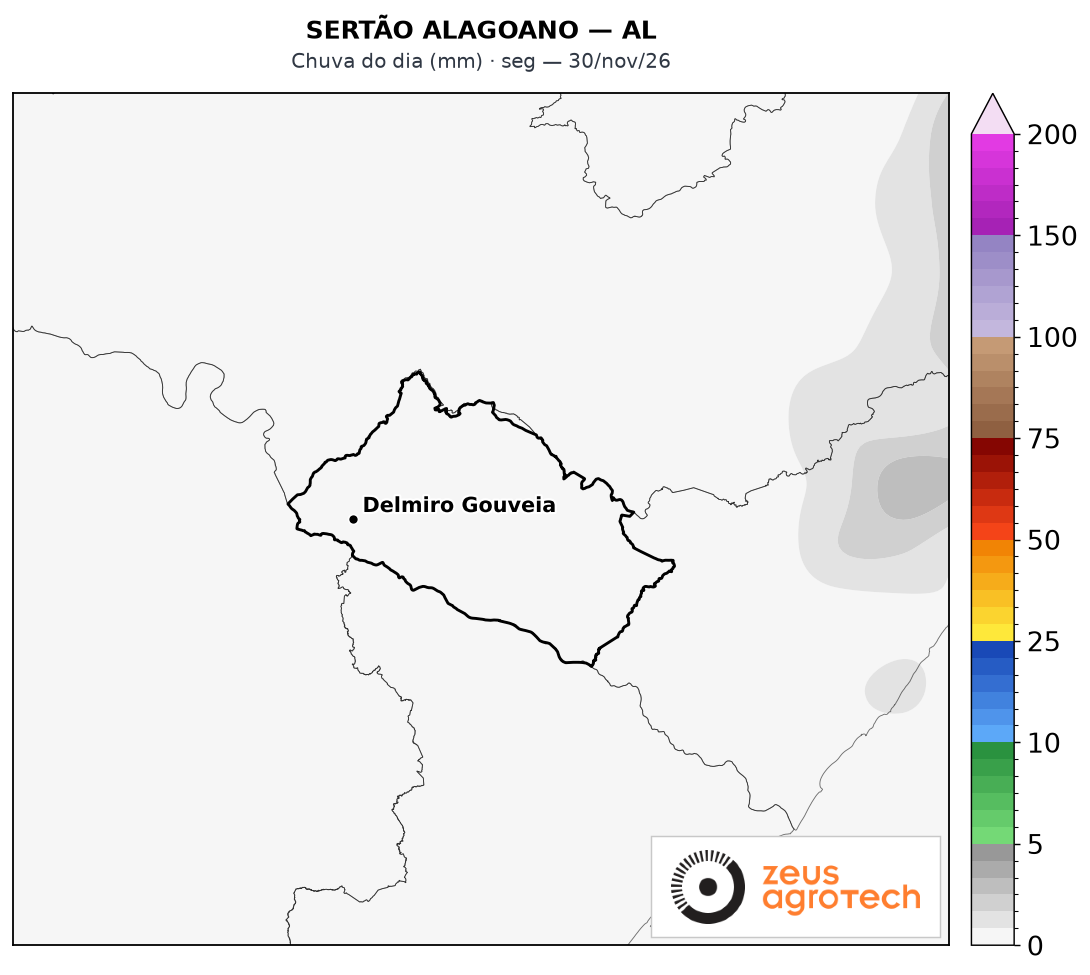 SERTÃO ALAGOANO — AL
Chuva do dia (mm) · seg — 30/nov/26
200
150
100
75
50
25
10
5
0
Delmiro Gouveia
zeus
agrotech